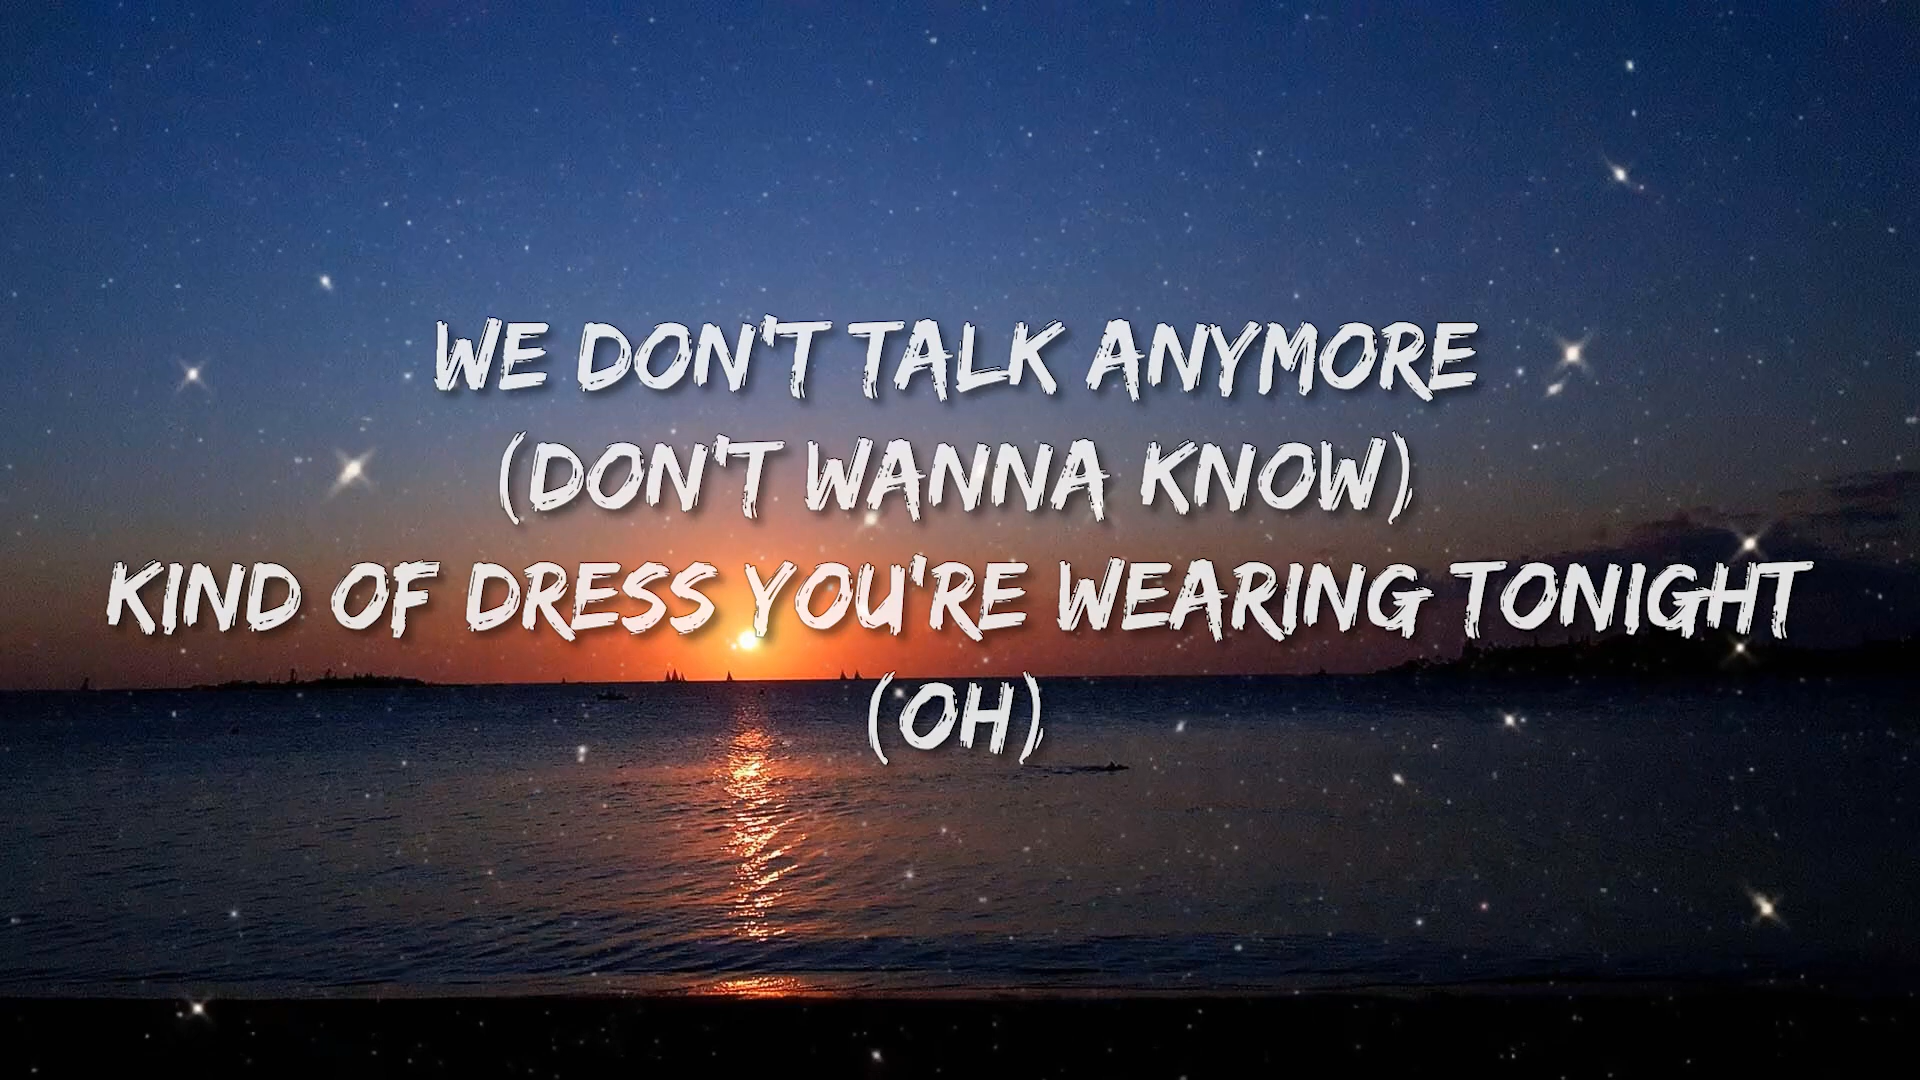 WE DON'T TALK ANYMORE
(DON'T WANNA KNOW)
KIND OF DRESS YOU'RE WEARING TONIGHT
(OH)